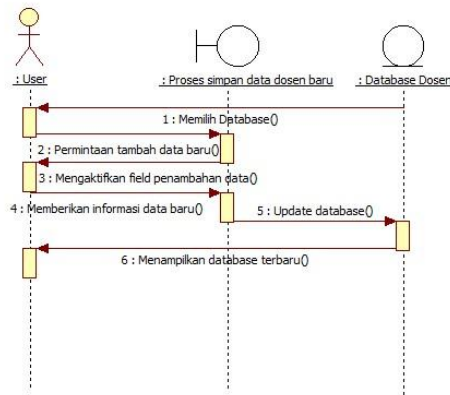 : User
: Proses simpan data dosen baru
: Database Dosen
1 : Memilih Database()
2 : Permintaan tambah data baru()
3 : Mengaktifkan field penambahan data()
4 : Memberikan informasi data baru()
5 : Update database()
6 : Menampilkan database terbaru()